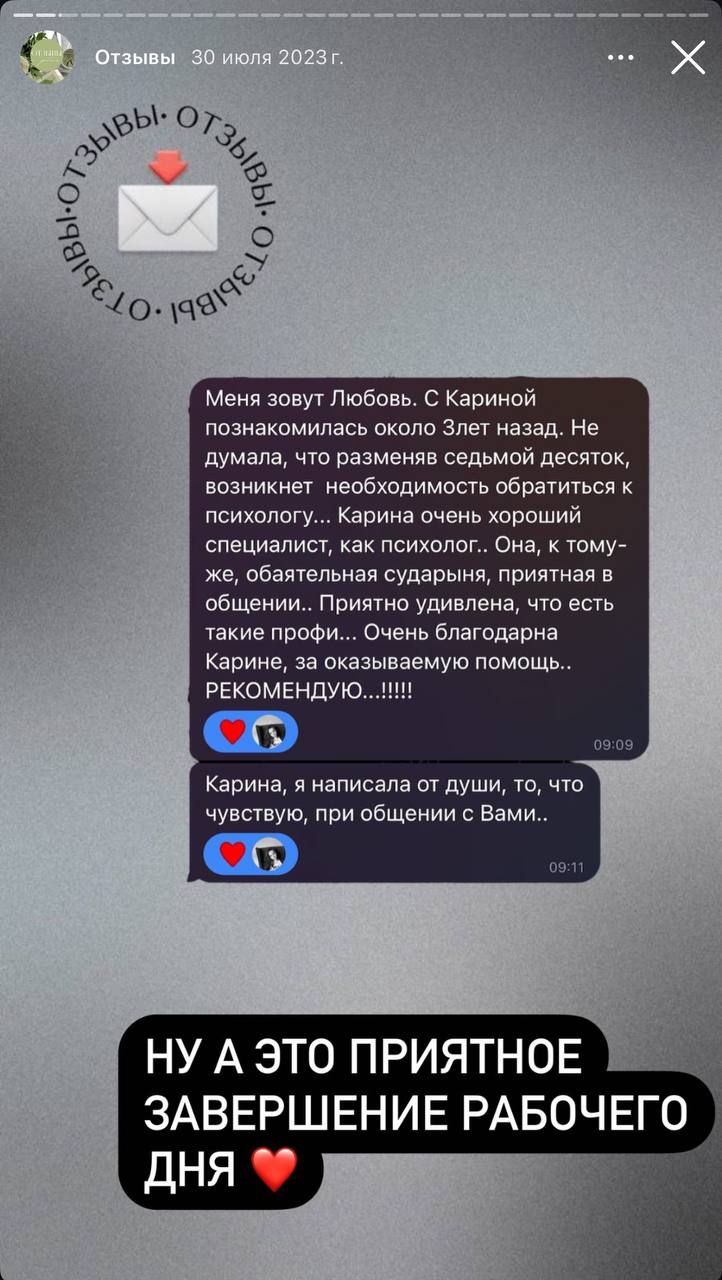 Отзывы 30 июля 2023 г.
ОТЗЫВЫ· ОТЗЫВЫ· ОТЗЫВЫ· ОТЗЫВЫ·
Меня зовут Любовь. С Кариной
познакомилась около 3лет назад. Не
думала, что разменяв седьмой десяток,
возникнет  необходимость обратиться к
психологу... Карина очень хороший
специалист, как психолог.. Она, к тому-
же, обаятельная сударыня, приятная в
общении.. Приятно удивлена, что есть
такие профи... Очень благодарна
Карине, за оказываемую помощь..
РЕКОМЕНДУЮ...!!!!!
09:09
Карина, я написала от души, то, что
чувствую, при общении с Вами..
09:11
НУ А ЭТО ПРИЯТНОЕ
ЗАВЕРШЕНИЕ РАБОЧЕГО
ДНЯ ❤️